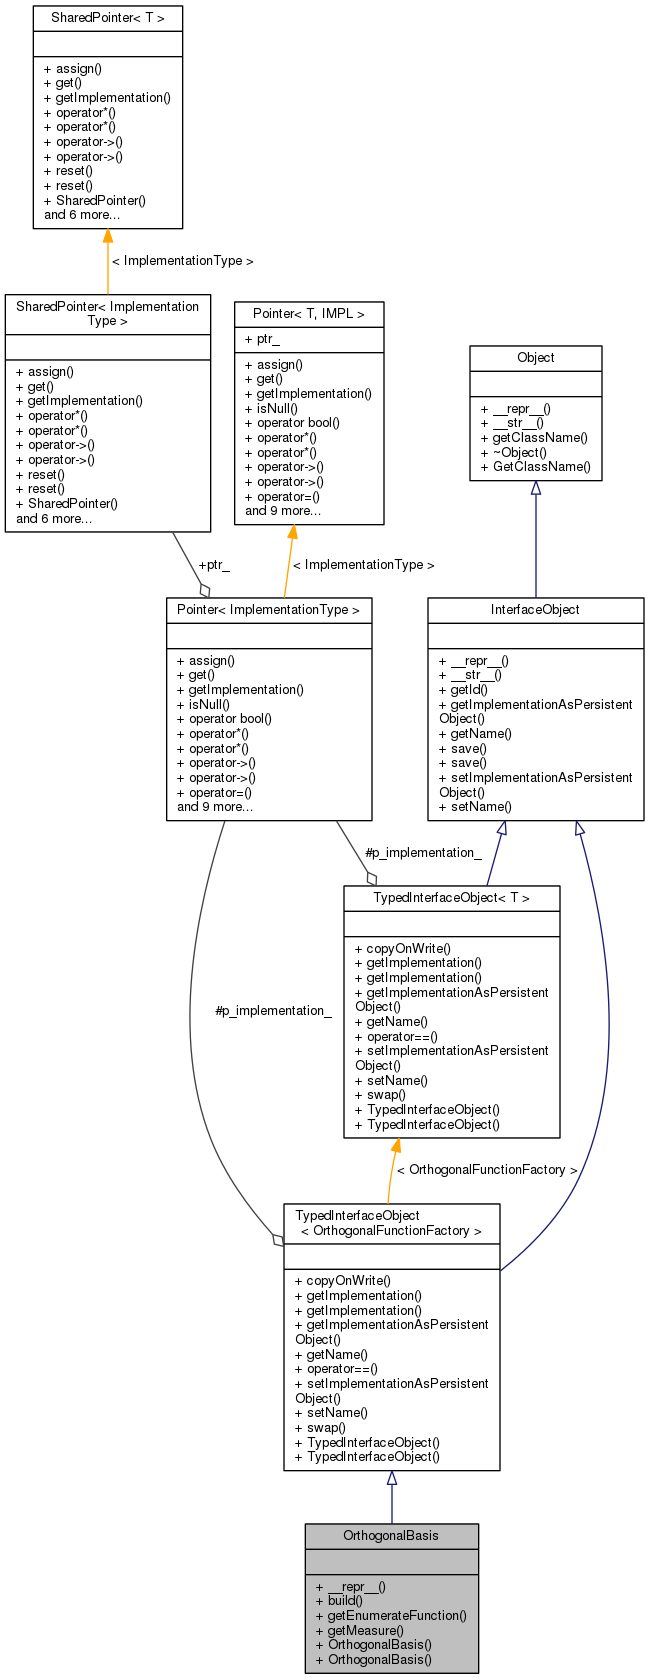 SharedPointer< T >
+ assign()
+ get()
+ getImplementation()
+ operator*()
+ operator*()
+ operator->()
+ operator->()
+ reset()
+ reset()
+ SharedPointer()
and 6 more...
< ImplementationType >
SharedPointer< Implementation
Type >
+ assign()
+ get()
+ getImplementation()
+ operator*()
+ operator*()
+ operator->()
+ operator->()
+ reset()
+ reset()
+ SharedPointer()
and 6 more...
Pointer< T, IMPL >
+ ptr_
+ assign()
+ get()
+ getImplementation()
+ isNull()
+ operator bool()
+ operator*()
+ operator*()
+ operator->()
+ operator->()
+ operator=()
and 9 more...
Object
+ __repr__()
+ __str__()
+ getClassName()
+ ~Object()
+ GetClassName()
+ptr_
< ImplementationType >
Pointer< ImplementationType >
+ assign()
+ get()
+ getImplementation()
+ isNull()
+ operator bool()
+ operator*()
+ operator*()
+ operator->()
+ operator->()
+ operator=()
and 9 more...
InterfaceObject
+ __repr__()
+ __str__()
+ getId()
+ getImplementationAsPersistent
Object()
+ getName()
+ save()
+ save()
+ setImplementationAsPersistent
Object()
+ setName()
#p_implementation_
TypedInterfaceObject< T >
+ copyOnWrite()
+ getImplementation()
+ getImplementation()
+ getImplementationAsPersistent
Object()
+ getName()
+ operator==()
+ setImplementationAsPersistent
Object()
+ setName()
+ swap()
+ TypedInterfaceObject()
+ TypedInterfaceObject()
#p_implementation_
< OrthogonalFunctionFactory >
TypedInterfaceObject
< OrthogonalFunctionFactory >
+ copyOnWrite()
+ getImplementation()
+ getImplementation()
+ getImplementationAsPersistent
Object()
+ getName()
+ operator==()
+ setImplementationAsPersistent
Object()
+ setName()
+ swap()
+ TypedInterfaceObject()
+ TypedInterfaceObject()
OrthogonalBasis
+ __repr__()
+ build()
+ getEnumerateFunction()
+ getMeasure()
+ OrthogonalBasis()
+ OrthogonalBasis()